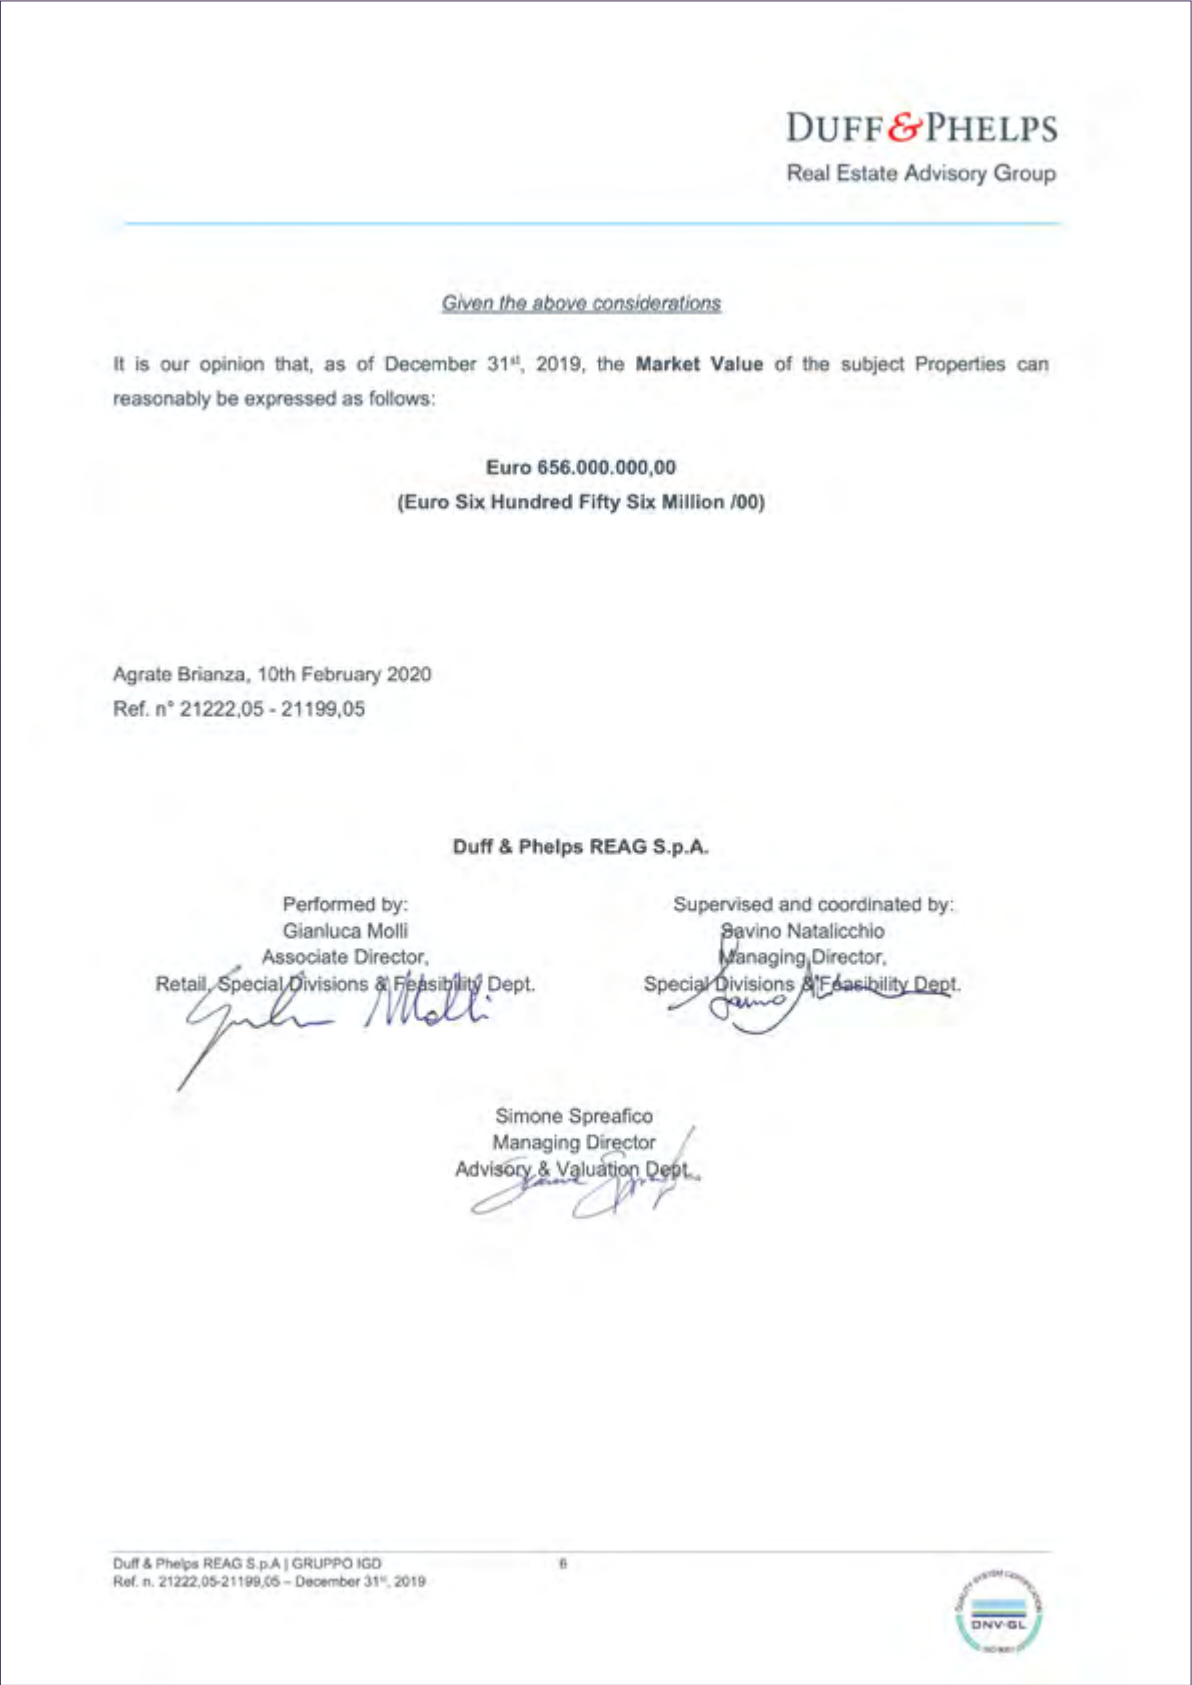 DUFF&PHELPS
Real Estate Advisory Group
Given the above considerations
It is our opinion that, as of December 31st, 2019, the Market Value of the subject Properties can
reasonably be expressed as follows:
Euro 656.000.000,00
(Euro Six Hundred Fifty Six Million /00)
Agrate Brianza, 10th February 2020
Ref. n° 21222,05 - 21199,05
Duff & Phelps REAG S.p.A.
Performed by:
Gianluca Molli
Associate Director,
Retail, Special Divisions & Feasibility Dept.
Supervised and coordinated by:
Savino Natalicchio
Managing Director,
Special Divisions & Feasibility Dept.
Simone Spreafico
Managing Director
Advisory & Valuation Dept.
Duff & Phelps REAG S.p.A | GRUPPO IGD
6
Ref. n. 21222,05-21199,05 – December 31st, 2019
QUALITY SYSTEM CERTIFICATION
DNV·GL
ISO 9001